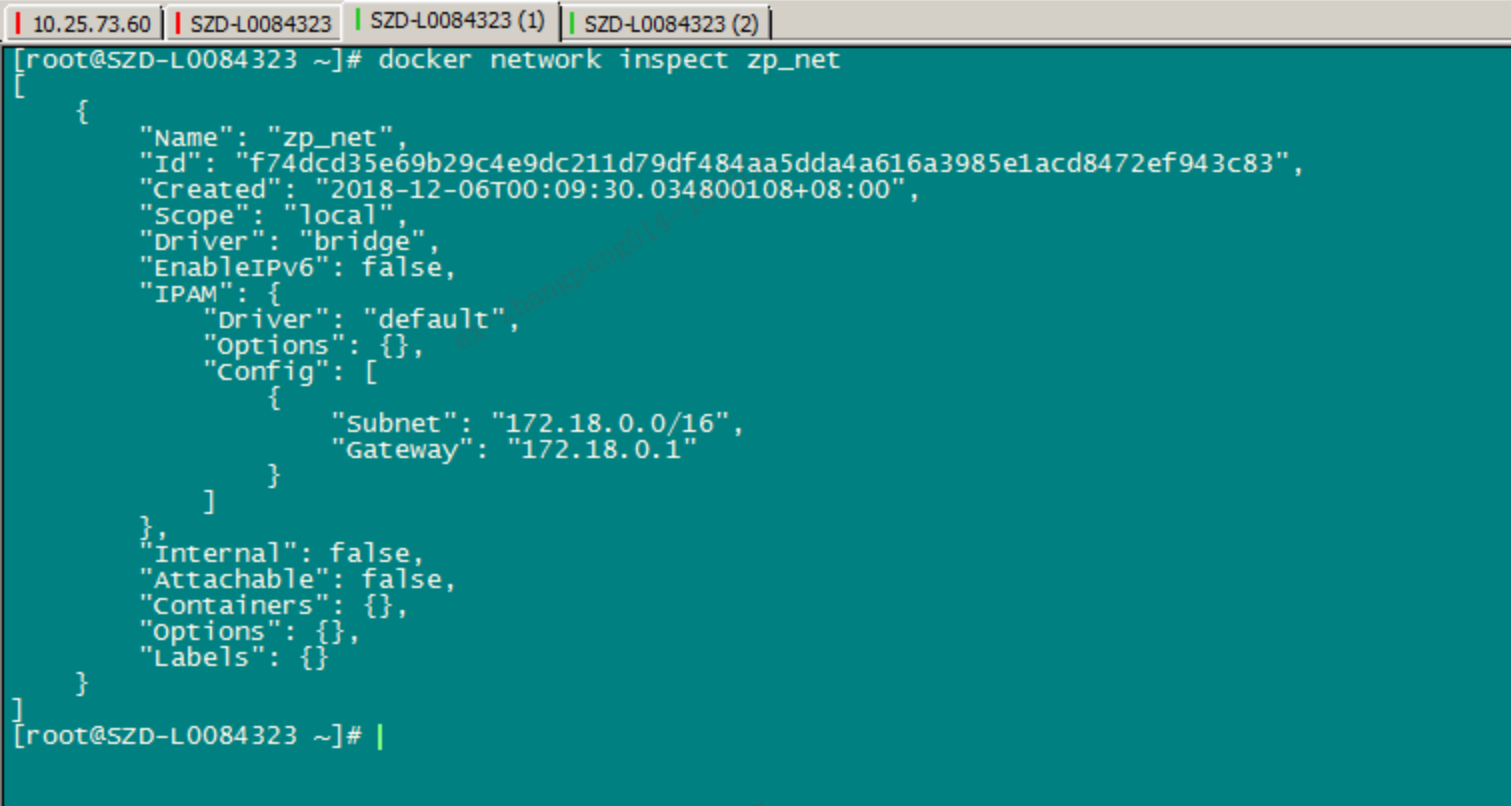 10.25.73.60 SZD-L0084323 SZD-L0084323 (1) SZD-L0084323 (2)
[root@SZD-L0084323 ~]# docker network inspect zp_net
[
    {
        "Name": "zp_net",
        "Id": "f74dcd35e69b29c4e9dc211d79df484aa5dda4a616a3985e1acd8472ef943c83",
        "Created": "2018-12-06T00:09:30.034800108+08:00",
        "Scope": "local",
        "Driver": "bridge",
        "EnableIPv6": false,
        "IPAM": {
            "Driver": "default",
            "Options": {},
            "Config": [
                {
                    "Subnet": "172.18.0.0/16",
                    "Gateway": "172.18.0.1"
                }
            ]
        },
        "Internal": false,
        "Attachable": false,
        "Containers": {},
        "Options": {},
        "Labels": {}
    }
]
[root@SZD-L0084323 ~]#